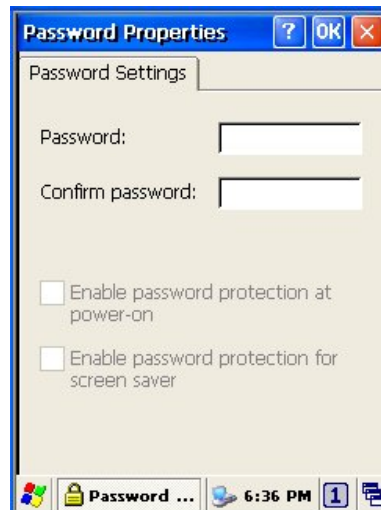 Password Properties ? OK ×
Password Settings
Password:
Confirm password:
Enable password protection at
power-on
Enable password protection for
screen saver
Password ... 6:36 PM 1